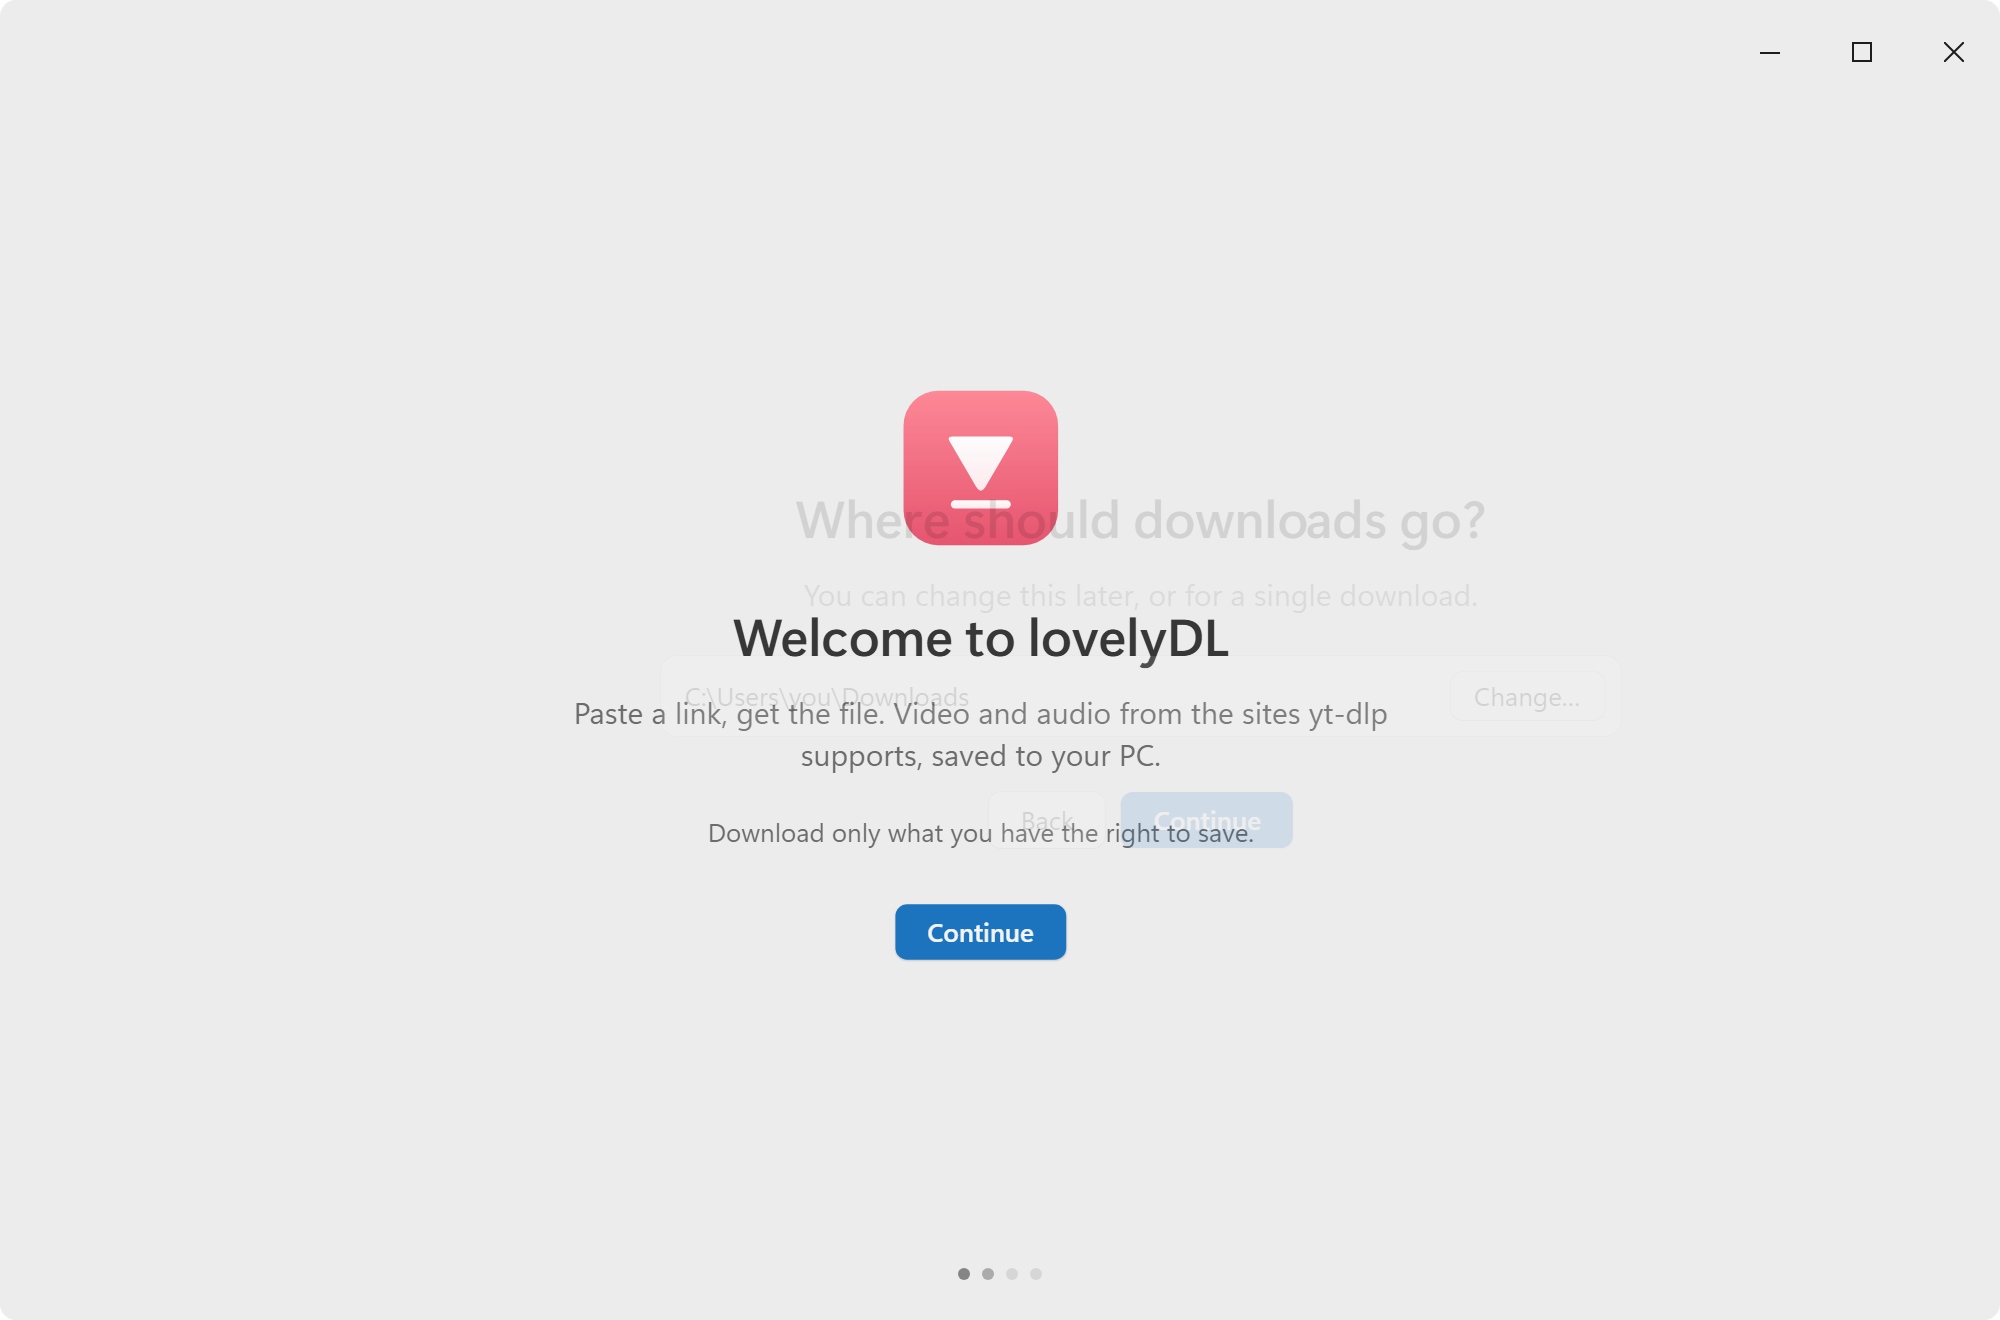 Where should downloads go?
You can change this later, or for a single download.
Welcome to lovelyDL
C:\Users\you\Downloads
Change...
Paste a link, get the file. Video and audio from the sites yt-dlp
supports, saved to your PC.
Back
Continue
Download only what you have the right to save.
Continue